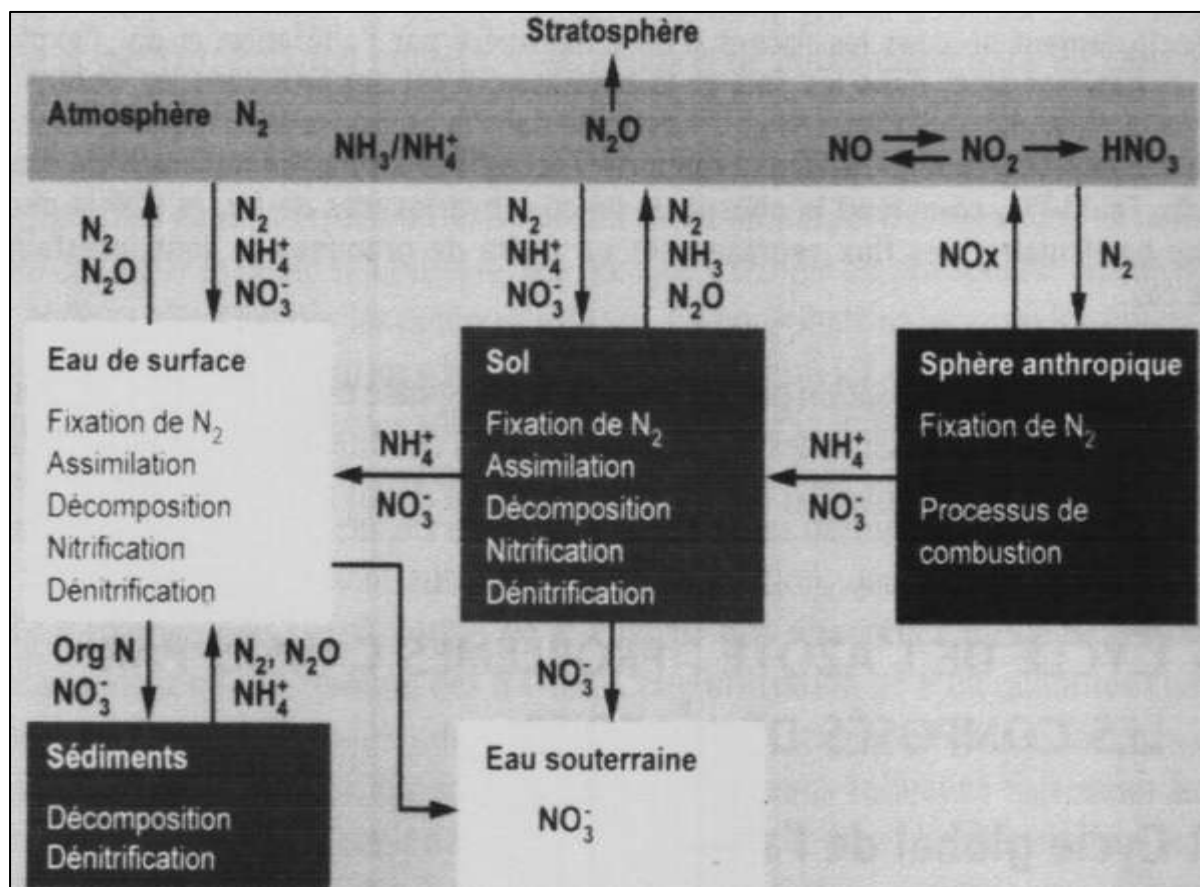 Stratosphère
Atmosphère N₂
NH₃/NH₄⁺
N₂O
NO NO₂ HNO₃
N₂
N₂O
N₂
NH₄⁺
NO₃⁻
N₂
NH₄⁺
NO₃⁻
N₂
NH₃
N₂O
NOx
N₂
Eau de surface
Fixation de N₂
Assimilation
Décomposition
Nitrification
Dénitrification
NH₄⁺
NO₃⁻
Sol
Fixation de N₂
Assimilation
Décomposition
Nitrification
Dénitrification
NH₄⁺
NO₃⁻
Sphère anthropique
Fixation de N₂
Processus de
combustion
Org N
NO₃⁻
N₂, N₂O
NH₄⁺
NO₃⁻
Sédiments
Décomposition
Dénitrification
Eau souterraine
NO₃⁻